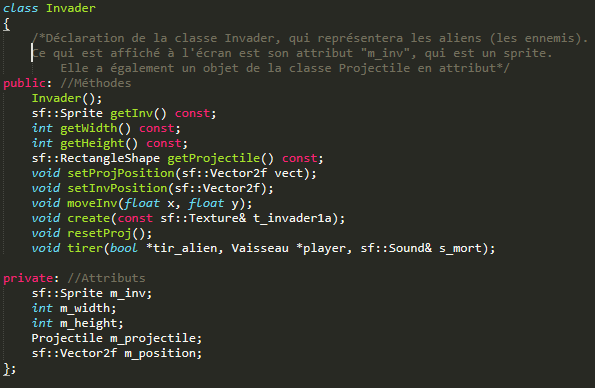 class Invader
{
    /*Déclaration de la classe Invader, qui représentera les aliens (les ennemis).
    Ce qui est affiché à l'écran est son attribut "m_inv", qui est un sprite.
        Elle a également un objet de la classe Projectile en attribut*/
public: //Méthodes
    Invader();
    sf::Sprite getInv() const;
    int getWidth() const;
    int getHeight() const;
    sf::RectangleShape getProjectile() const;
    void setProjPosition(sf::Vector2f vect);
    void setInvPosition(sf::Vector2f);
    void moveInv(float x, float y);
    void create(const sf::Texture& t_invader1a);
    void resetProj();
    void tirer(bool *tir_alien, Vaisseau *player, sf::Sound& s_mort);

private: //Attributs
    sf::Sprite m_inv;
    int m_width;
    int m_height;
    Projectile m_projectile;
    sf::Vector2f m_position;
};